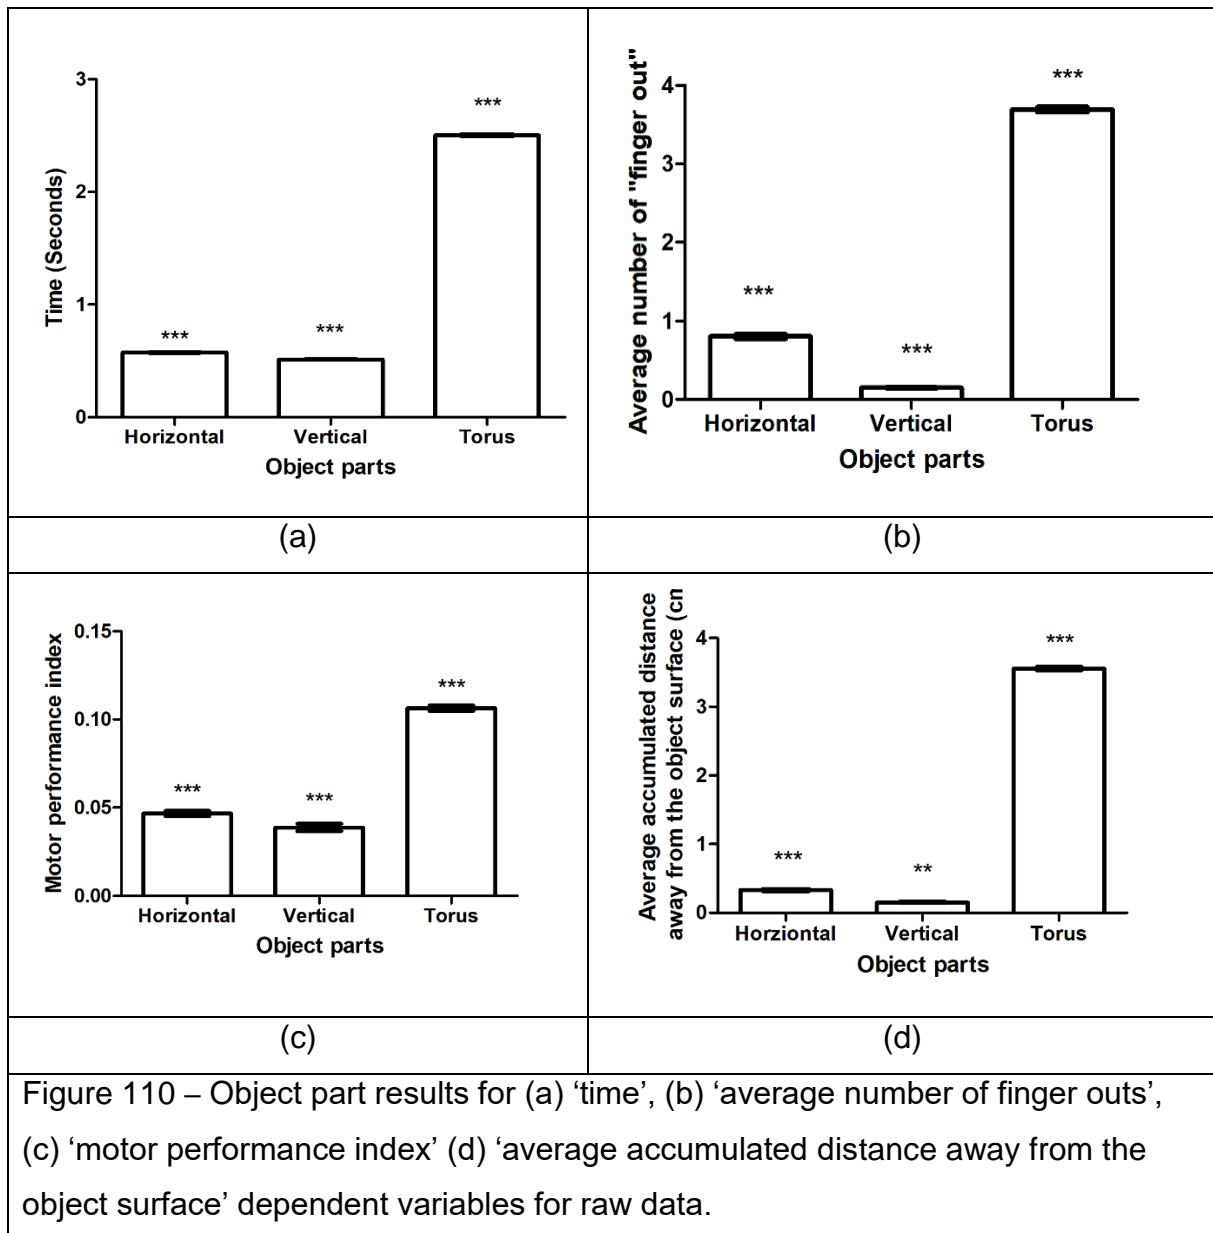 Time (Seconds)
3
2
1
0
***
***
***
Horizontal
Vertical
Torus
Object parts
Average number of "finger out"
4
3
2
1
0
***
***
***
Horizontal
Vertical
Torus
Object parts
(a)
(b)
Motor performance index
0.15
0.10
0.05
0.00
***
***
***
Horizontal
Vertical
Torus
Object parts
Average accumulated distance
away from the object surface (cm
4
3
2
1
0
***
**
***
Horziontal
Vertical
Torus
Object parts
(c)
(d)
Figure 110 – Object part results for (a) ‘time’, (b) ‘average number of finger outs’,
(c) ‘motor performance index’ (d) ‘average accumulated distance away from the
object surface’ dependent variables for raw data.